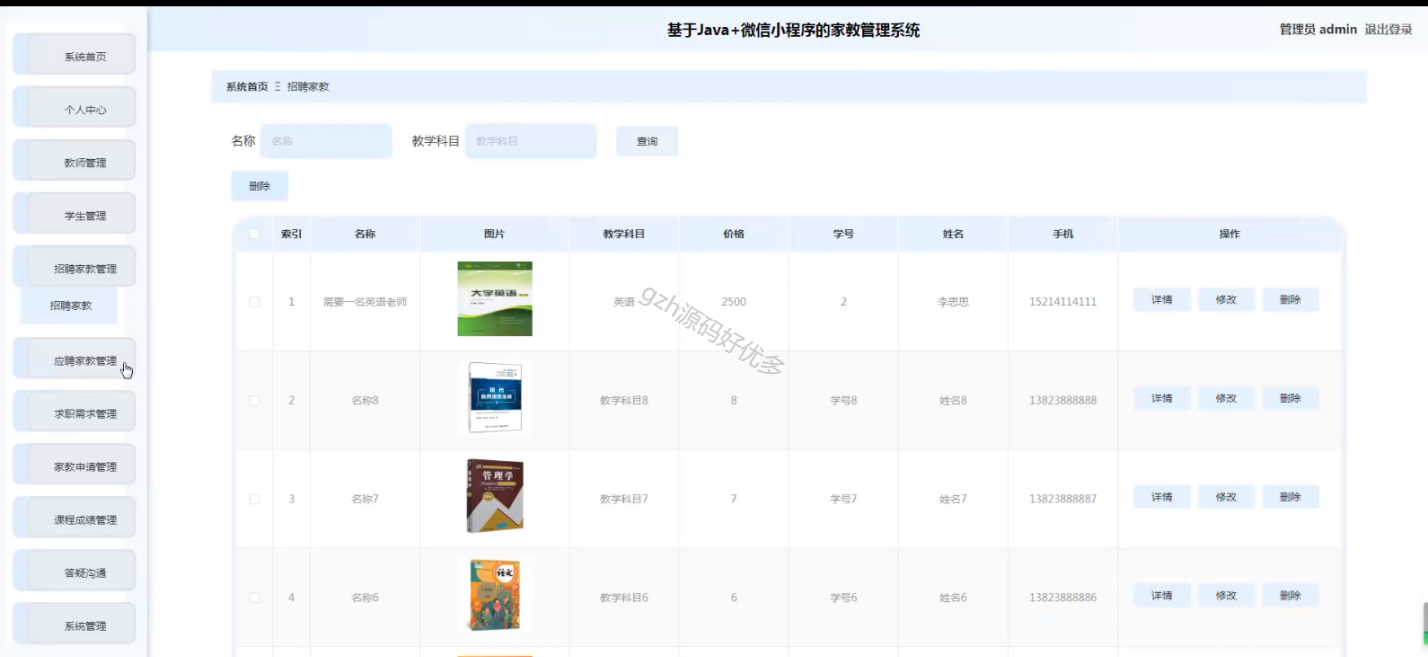 基于Java+微信小程序的家教管理系统
管理员 admin 退出登录
系统首页
个人中心
教师管理
学生管理
招聘家教管理
招聘家教
应聘家教管理
求职需求管理
家教申请管理
课程成绩管理
答疑沟通
系统管理
系统首页 Ξ 招聘家教
名称 名称 教学科目 教学科目 查询
删除
索引 名称 图片 教学科目 价格 学号 姓名 手机 操作
1 需要一名英语老师 大学英语 英语 2500 2 李思思 15214114111 详情 修改 删除
2 名称8 教学科目8 8 学号8 姓名8 13823888888 详情 修改 删除
3 名称7 管理学 教学科目7 7 学号7 姓名7 13823888887 详情 修改 删除
4 名称6 语文 教学科目6 6 学号6 姓名6 13823888886 详情 修改 删除
gzh源码好优多